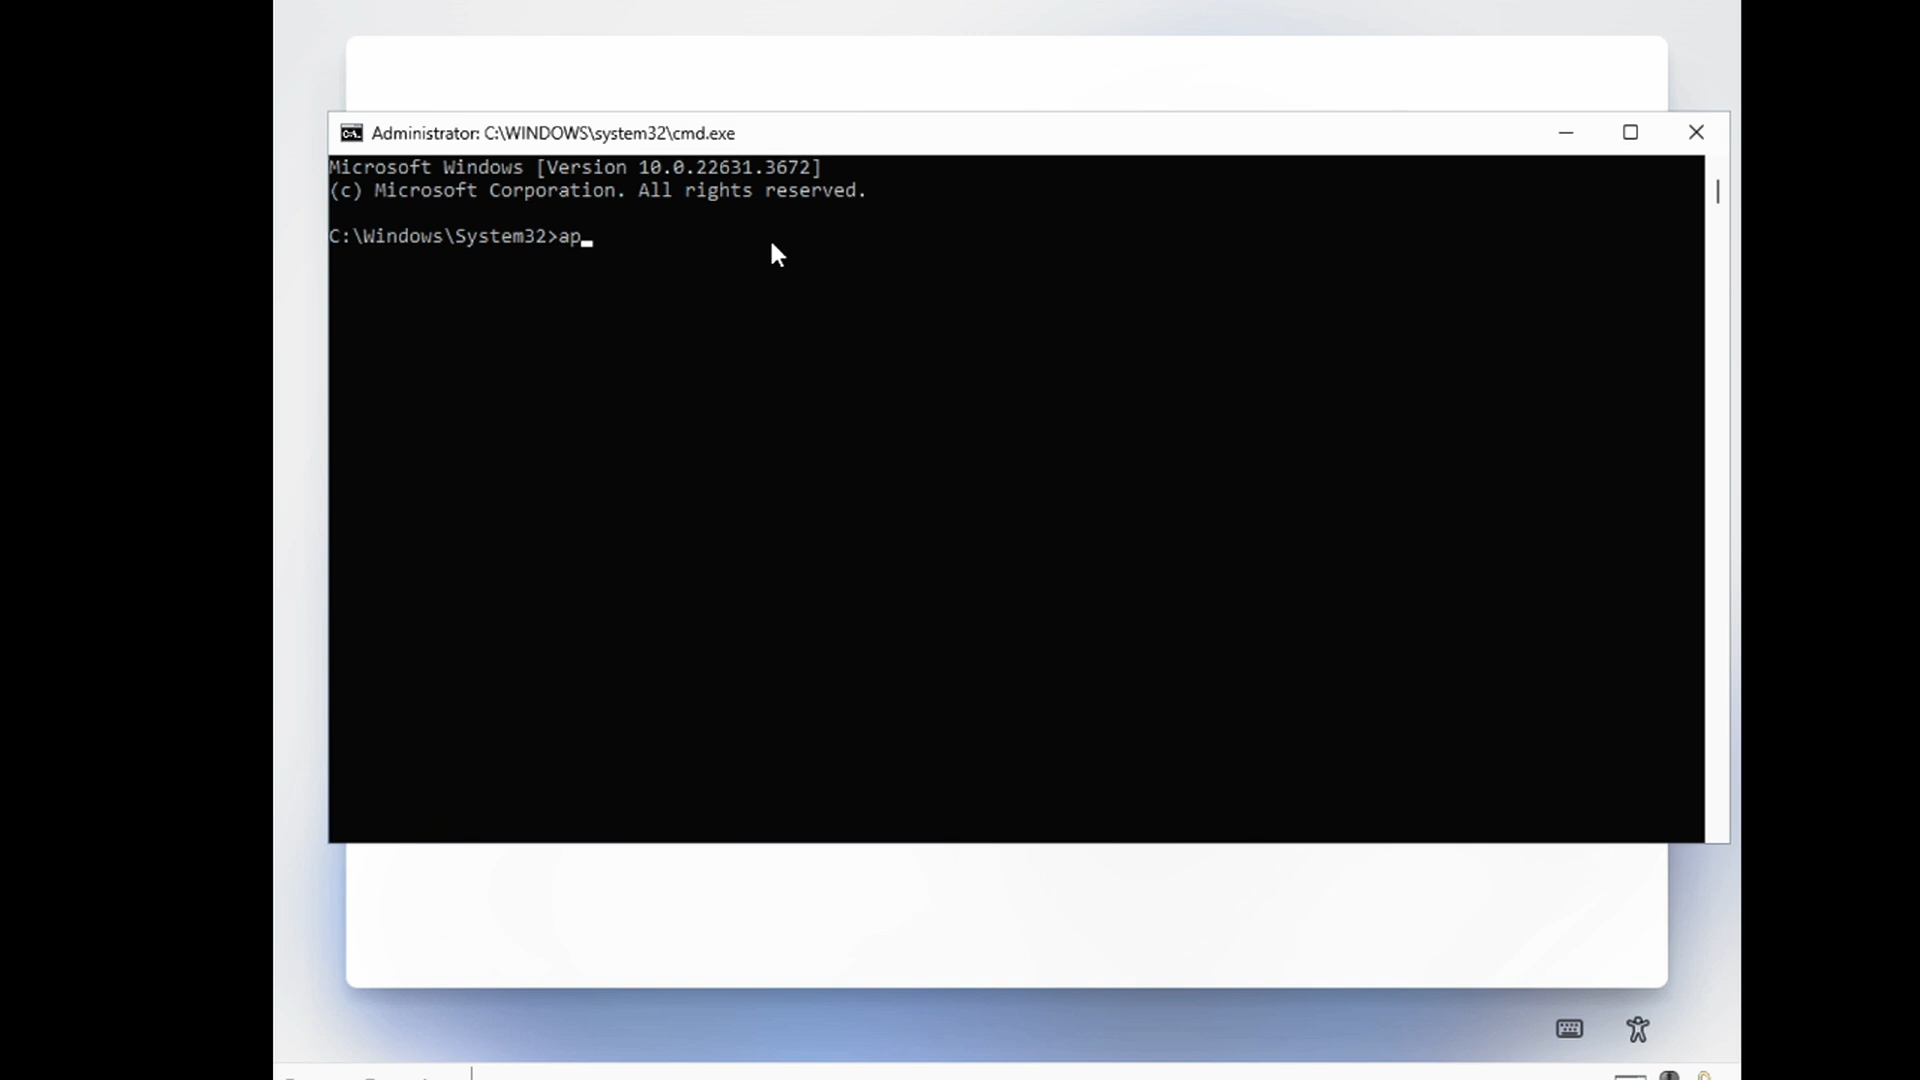 Administrator: C:\WINDOWS\system32\cmd.exe
Microsoft Windows [Version 10.0.22631.3672]
(c) Microsoft Corporation. All rights reserved.
C:\Windows\System32>ap